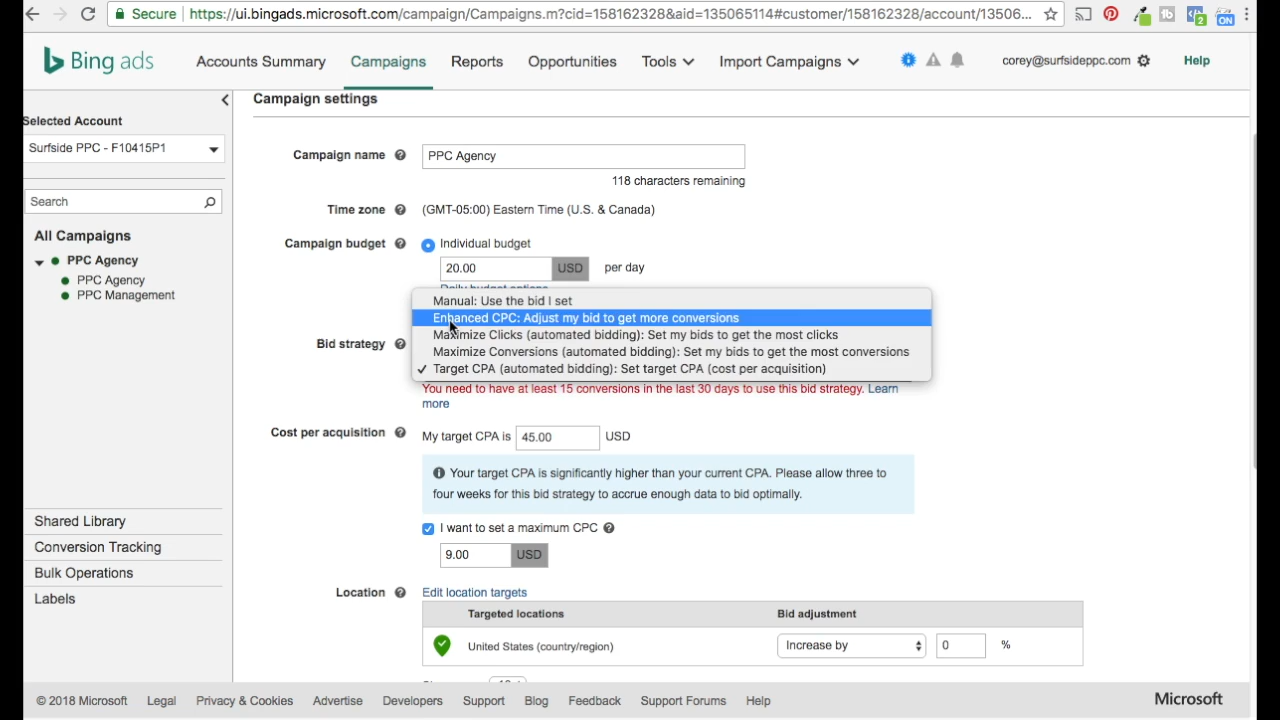 Secure https://ui.bingads.microsoft.com/campaign/Campaigns.m?cid=158162328&aid=135065114#customer/158162328/account/13506...
2
ON
Bing ads
Accounts Summary
Campaigns
Reports
Opportunities
Tools
Import Campaigns
corey@surfsideppc.com
Help
Selected Account
Surfside PPC - F10415P1
Search
All Campaigns
PPC Agency
PPC Agency
PPC Management
Shared Library
Conversion Tracking
Bulk Operations
Labels
Campaign settings
Campaign name
PPC Agency
118 characters remaining
Time zone
(GMT-05:00) Eastern Time (U.S. & Canada)
Campaign budget
Individual budget
20.00 USD per day
Daily budget options
Bid strategy
Manual: Use the bid I set
Enhanced CPC: Adjust my bid to get more conversions
Maximize Clicks (automated bidding): Set my bids to get the most clicks
Maximize Conversions (automated bidding): Set my bids to get the most conversions
Target CPA (automated bidding): Set target CPA (cost per acquisition)
You need to have at least 15 conversions in the last 30 days to use this bid strategy. Learn
more
Cost per acquisition
My target CPA is 45.00 USD
Your target CPA is significantly higher than your current CPA. Please allow three to
four weeks for this bid strategy to accrue enough data to bid optimally.
I want to set a maximum CPC
9.00 USD
Location
Edit location targets
Targeted locations
Bid adjustment
United States (country/region)
Increase by
0 %
© 2018 Microsoft
Legal
Privacy & Cookies
Advertise
Developers
Support
Blog
Feedback
Support Forums
Help
Microsoft